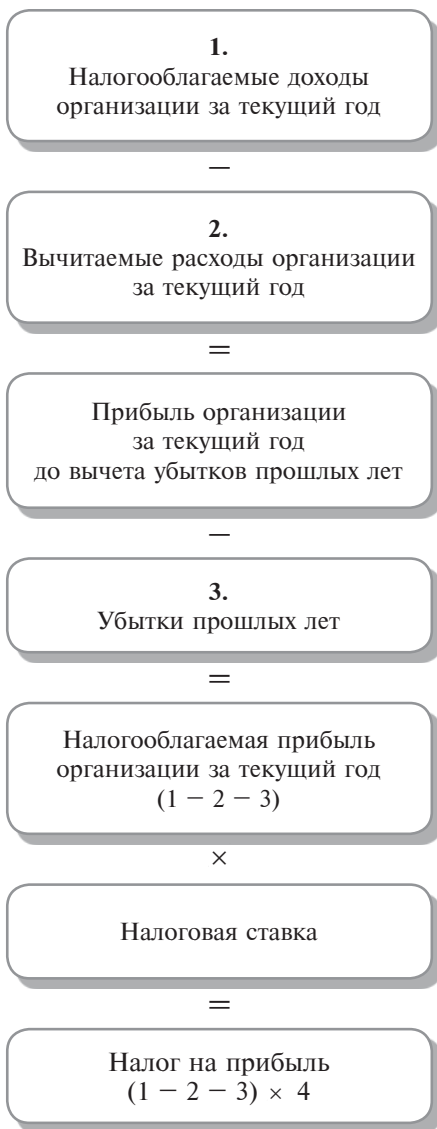 1.
Налогооблагаемые доходы
организации за текущий год
−
2.
Вычитаемые расходы организации
за текущий год
=
Прибыль организации
за текущий год
до вычета убытков прошлых лет
−
3.
Убытки прошлых лет
=
Налогооблагаемая прибыль
организации за текущий год
(1 − 2 − 3)
×
Налоговая ставка
=
Налог на прибыль
(1 − 2 − 3) × 4